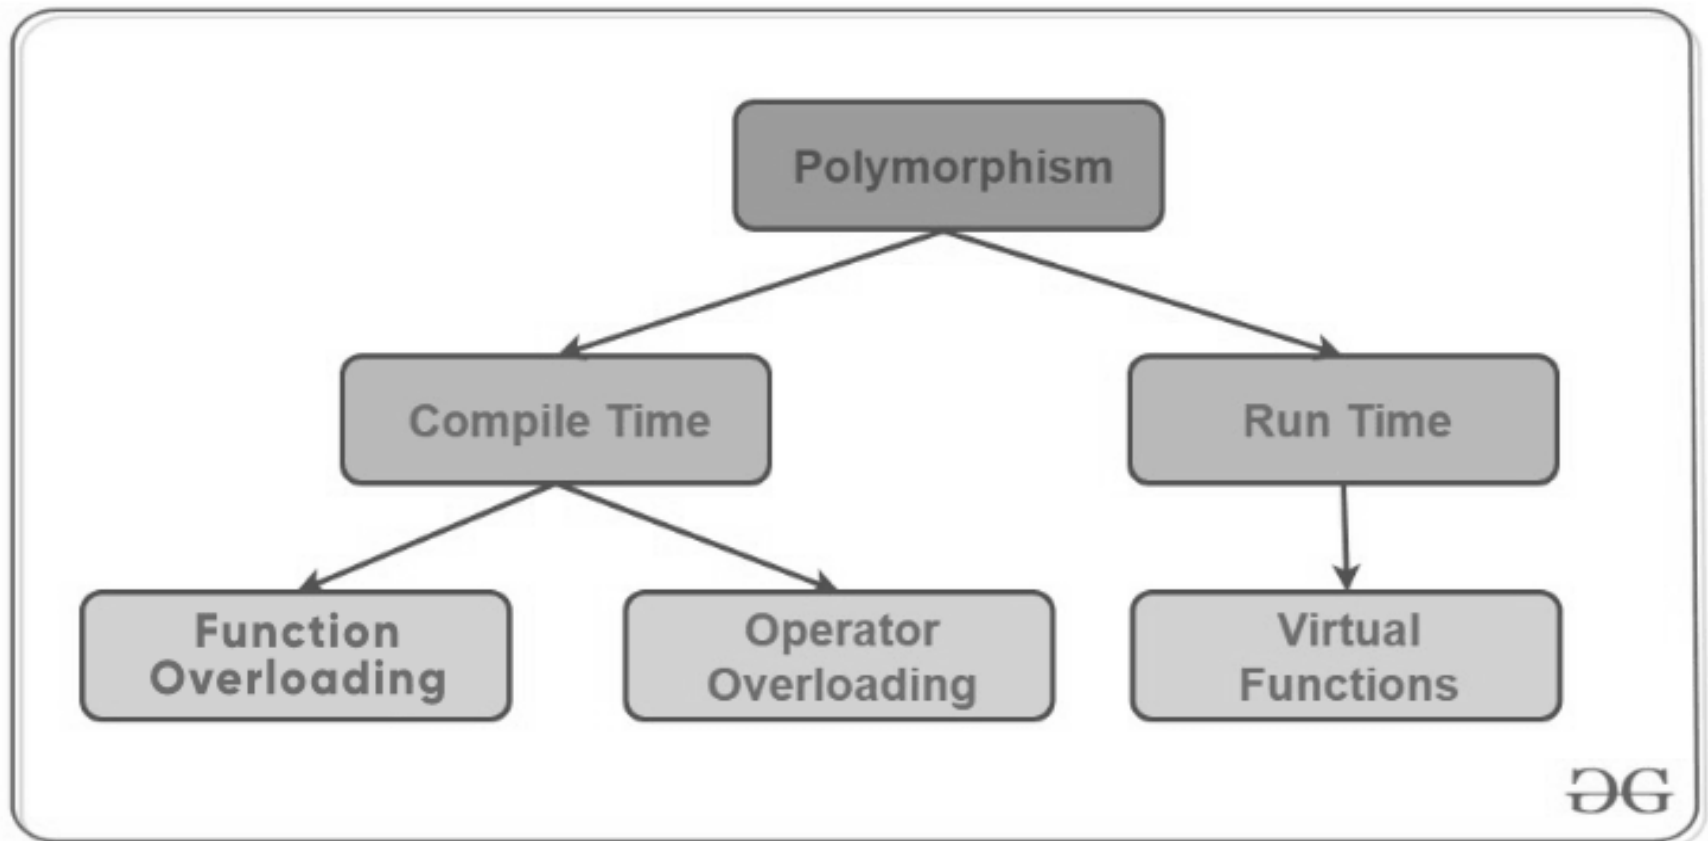 Polymorphism
Compile Time
Run Time
Function
Overloading
Operator
Overloading
Virtual
Functions